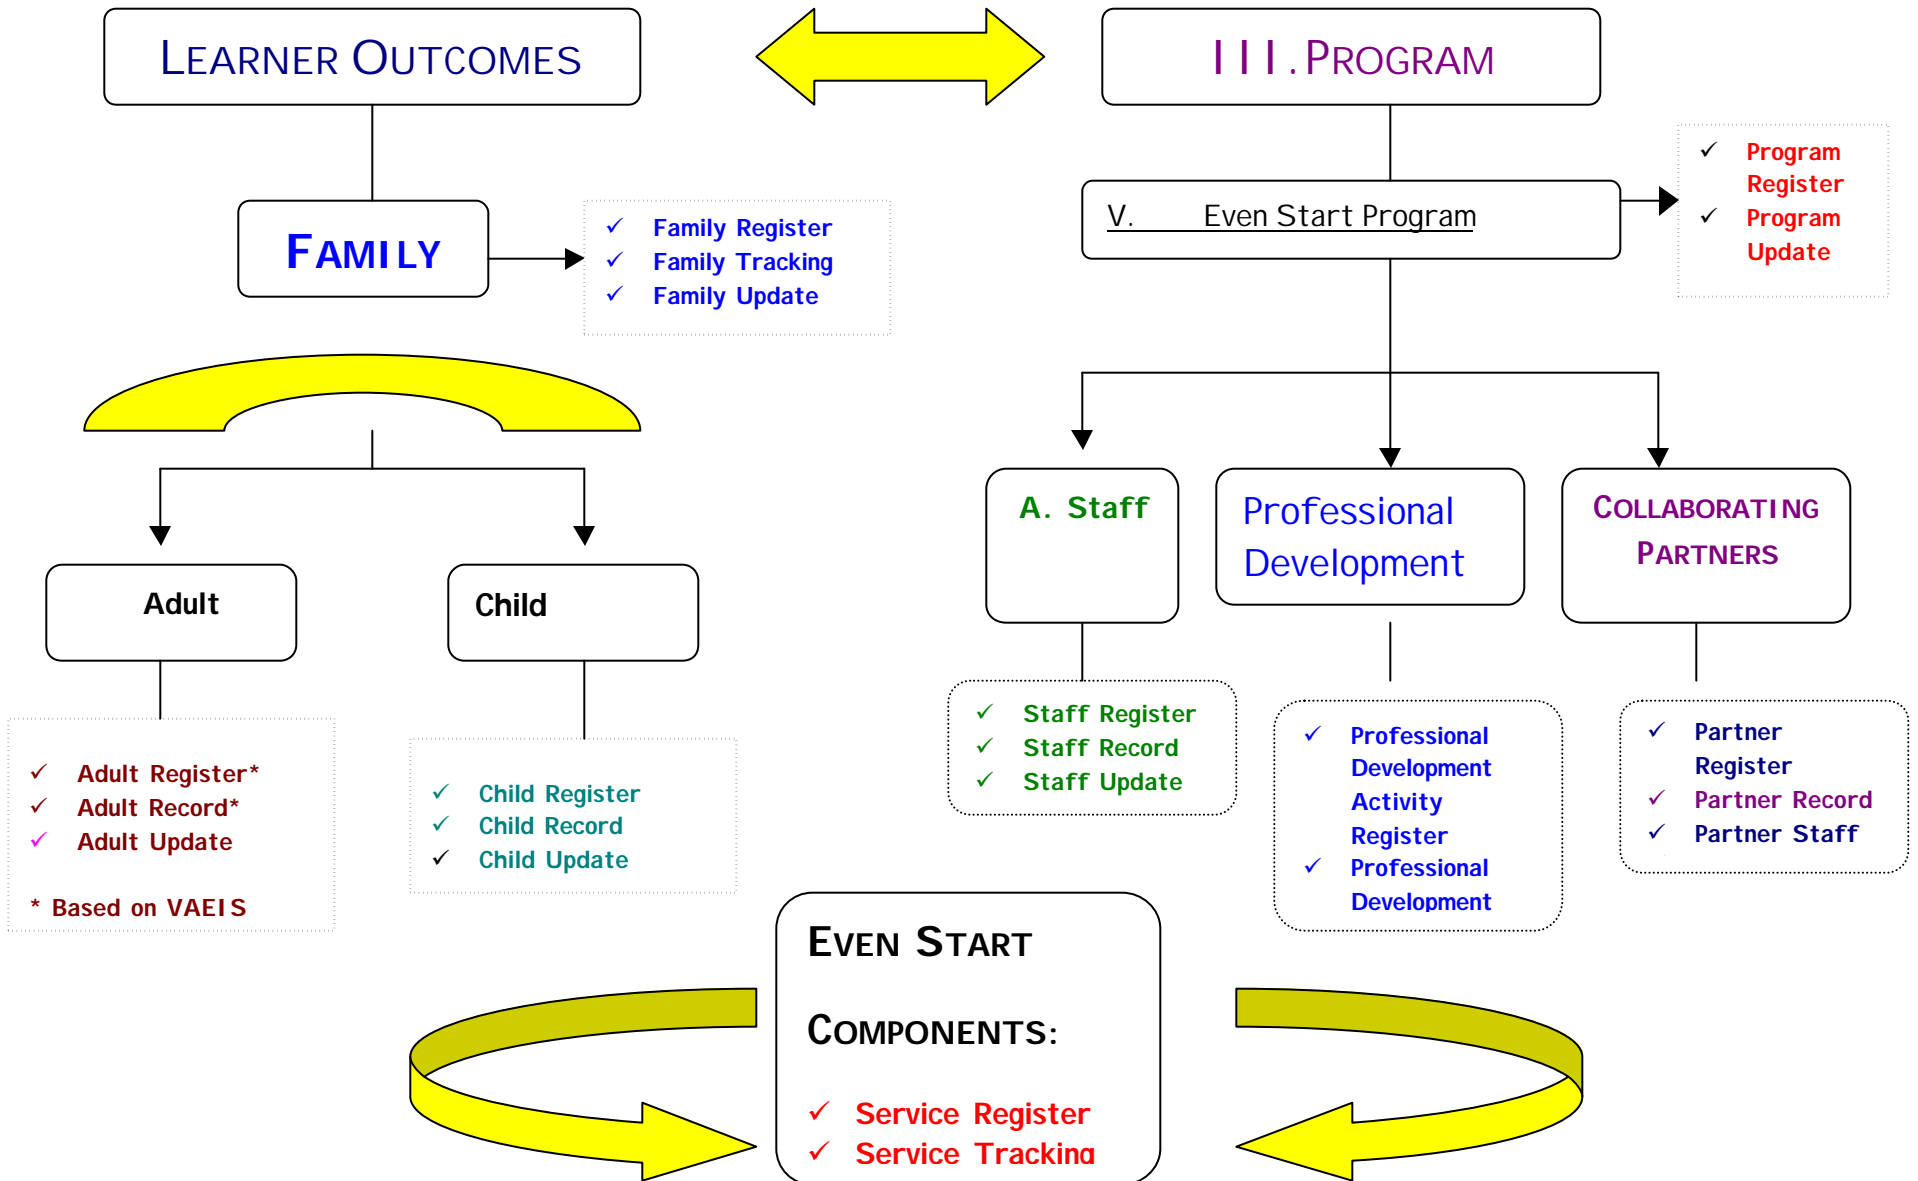 LEARNER OUTCOMES
III. PROGRAM
FAMILY
✓ Family Register
✓ Family Tracking
✓ Family Update
V. Even Start Program
✓ Program
Register
✓ Program
Update
Adult
Child
✓ Adult Register*
✓ Adult Record*
✓ Adult Update
* Based on VAEIS
✓ Child Register
✓ Child Record
✓ Child Update
A. Staff
Professional
Development
COLLABORATING
PARTNERS
✓ Staff Register
✓ Staff Record
✓ Staff Update
✓ Professional
Development
Activity
Register
✓ Professional
Development
✓ Partner
Register
✓ Partner Record
✓ Partner Staff
EVEN START
COMPONENTS:
✓ Service Register
✓ Service Tracking